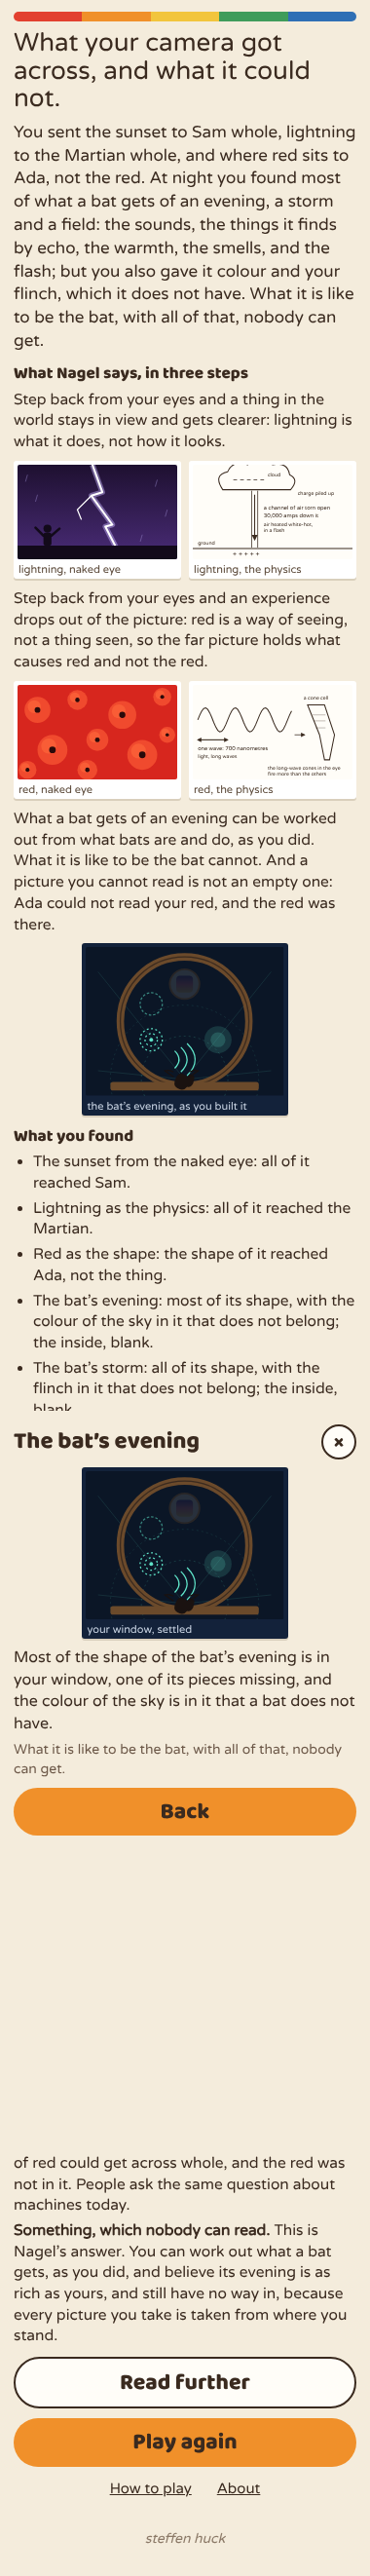 What your camera got
across, and what it could
not.
You sent the sunset to Sam whole, lightning
to the Martian whole, and where red sits to
Ada, not the red. At night you found most
of what a bat gets of an evening, a storm
and a field: the sounds, the things it finds
by echo, the warmth, the smells, and the
flash; but you also gave it colour and your
flinch, which it does not have. What it is like
to be the bat, with all of that, nobody can
get.
What Nagel says, in three steps
Step back from your eyes and a thing in the
world stays in view and gets clearer: lightning is
what it does, not how it looks.
cloud
charge piled up
a channel of air torn open
30,000 amps down it
air heated white-hot,
in a flash
ground
+ + + + +
lightning, naked eye
lightning, the physics
Step back from your eyes and an experience
drops out of the picture: red is a way of seeing,
not a thing seen, so the far picture holds what
causes red and not the red.
a cone cell
one wave: 700 nanometres
light, long waves
the long-wave cones in the eye
fire more than the others
red, naked eye
red, the physics
What a bat gets of an evening can be worked
out from what bats are and do, as you did.
What it is like to be the bat cannot. And a
picture you cannot read is not an empty one:
Ada could not read your red, and the red was
there.
the bat's evening, as you built it
What you found
• The sunset from the naked eye: all of it
reached Sam.
• Lightning as the physics: all of it reached the
Martian.
• Red as the shape: the shape of it reached
Ada, not the thing.
• The bat's evening: most of its shape, with the
colour of the sky in it that does not belong;
the inside, blank.
• The bat's storm: all of its shape, with the
flinch in it that does not belong; the inside,
blank
The bat's evening
×
your window, settled
Most of the shape of the bat's evening is in
your window, one of its pieces missing, and
the colour of the sky is in it that a bat does not
have.
What it is like to be the bat, with all of that, nobody
can get.
Back
of red could get across whole, and the red was
not in it. People ask the same question about
machines today.
Something, which nobody can read. This is
Nagel's answer. You can work out what a bat
gets, as you did, and believe its evening is as
rich as yours, and still have no way in, because
every picture you take is taken from where you
stand.
Read further
Play again
How to play About
steffen huck